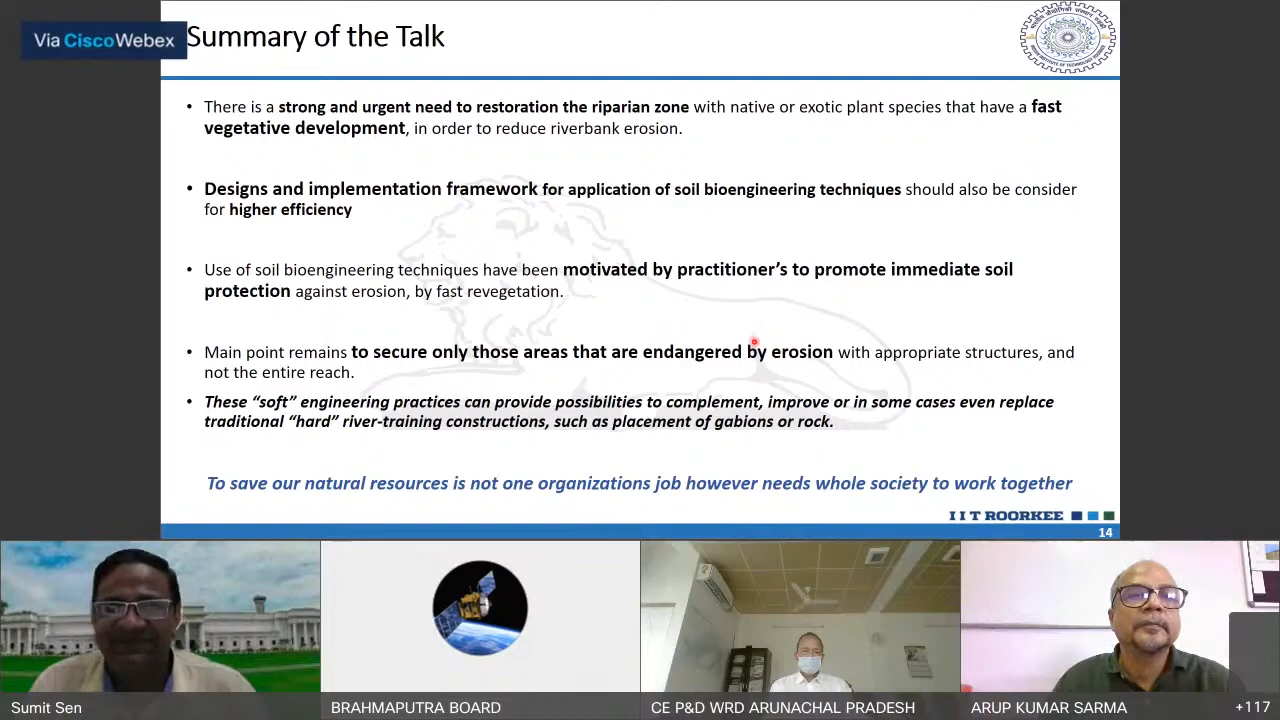 Via CiscoWebex
Summary of the Talk
• There is a strong and urgent need to restoration the riparian zone with native or exotic plant species that have a fast
vegetative development, in order to reduce riverbank erosion.
• Designs and implementation framework for application of soil bioengineering techniques should also be consider
for higher efficiency
• Use of soil bioengineering techniques have been motivated by practitioner’s to promote immediate soil
protection against erosion, by fast revegetation.
• Main point remains to secure only those areas that are endangered by erosion with appropriate structures, and
not the entire reach.
• These “soft” engineering practices can provide possibilities to complement, improve or in some cases even replace
traditional “hard” river-training constructions, such as placement of gabions or rock.
To save our natural resources is not one organizations job however needs whole society to work together
IIT ROORKEE
14
Sumit Sen
BRAHMAPUTRA BOARD
CE P&D WRD ARUNACHAL PRADESH
ARUP KUMAR SARMA
+117